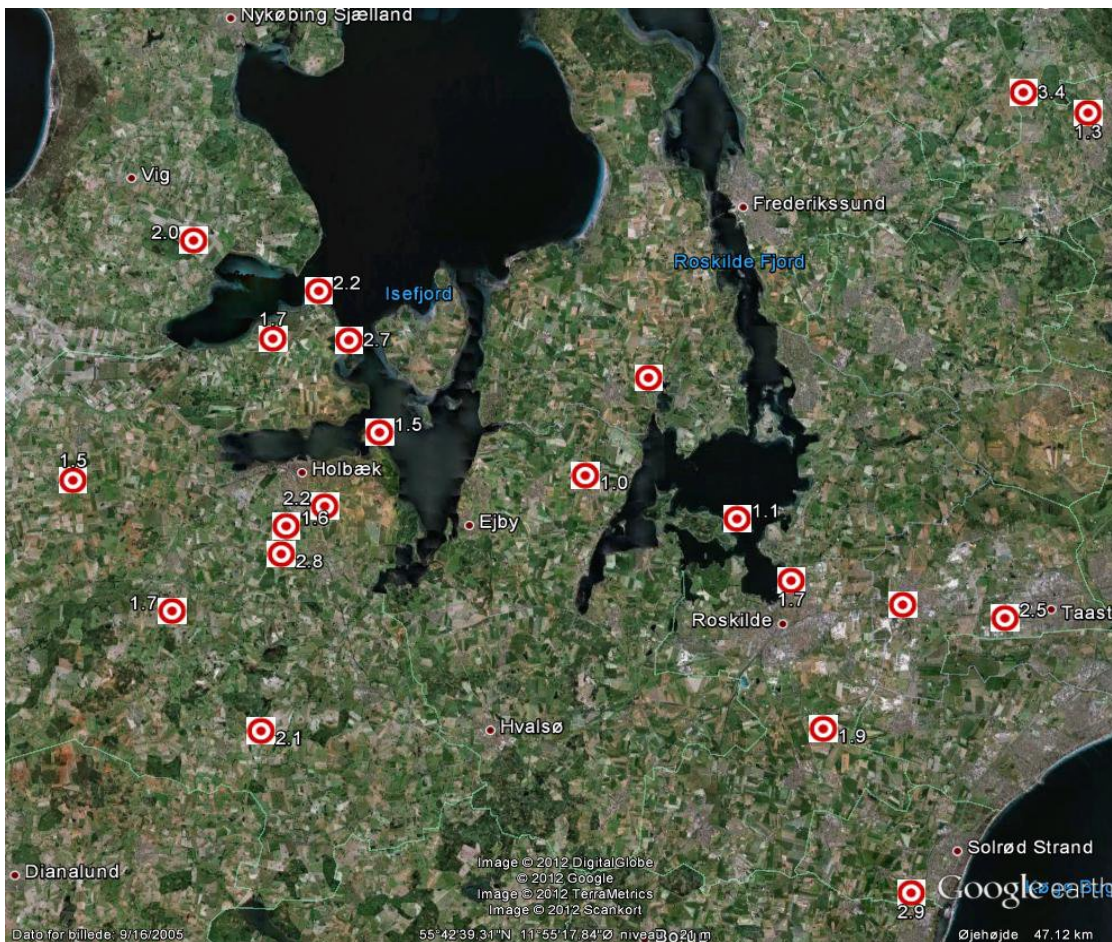 Nykøbing Sjælland
3.4
1.3
Vig
Frederikssund
2.0
Roskilde Fjord
2.2
Isefjord
1.7
2.7
1.5
1.5
Holbæk
1.0
2.2
1.6
Ejby
1.1
2.8
1.7
1.7
Roskilde
2.5
Taast
2.1
Hvalsø
1.9
Solrød Strand
Image © 2012 DigitalGlobe
Dianalund
© 2012 Google
Image © 2012 TerraMetrics
Google earth
Image © 2012 Scankort
2.9
Dato for billede: 9/16/2005
55°42'39.31"N 11°55'17.84"Ø niveau 21 m
Øjehøjde 47.12 km